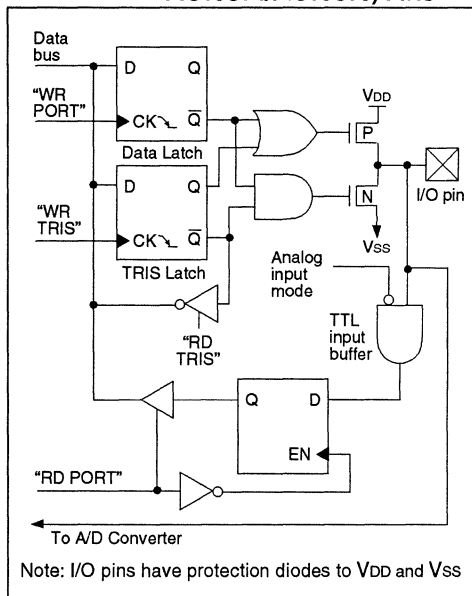 Data
bus
D Q
"WR
PORT"
CK Q
Data Latch
VDD
P
D Q
I/O pin
N
"WR
TRIS"
CK Q
VSS
TRIS Latch
Analog
input
mode
TTL
input
buffer
"RD
TRIS"
Q D
EN
"RD PORT"
To A/D Converter
Note: I/O pins have protection diodes to VDD and VSS